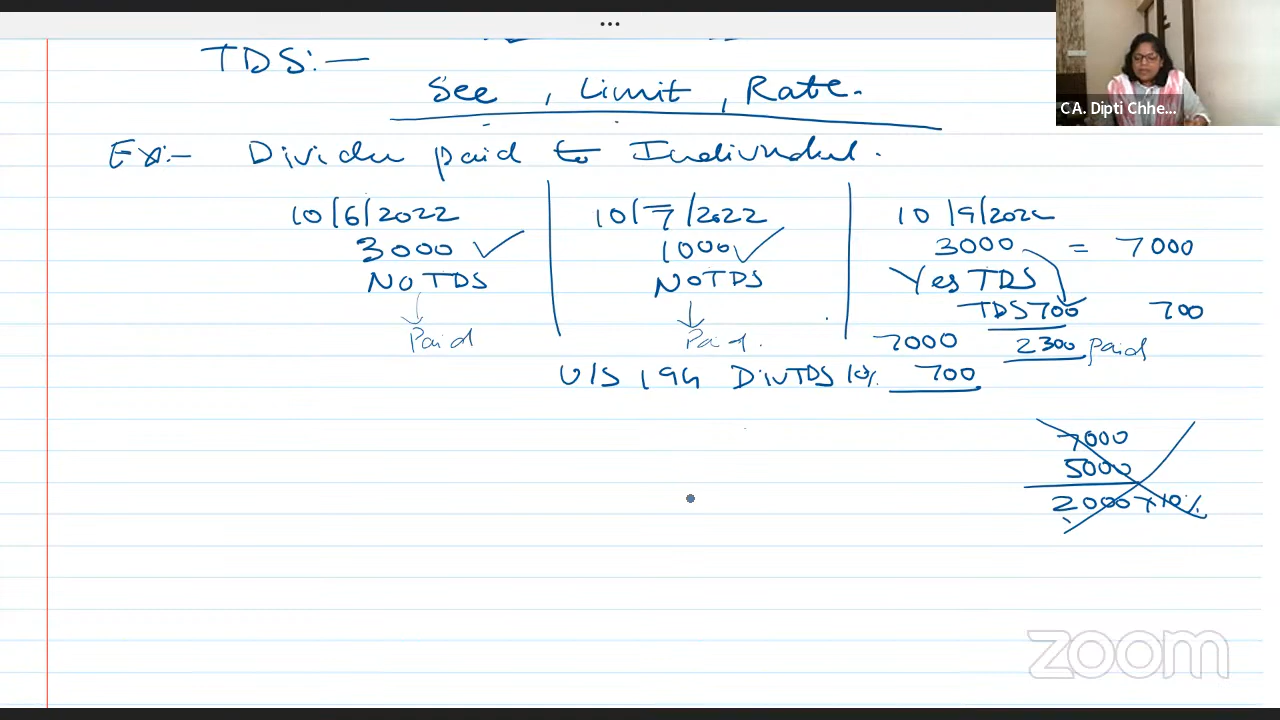 TDS:—
See , Limit , Rate.
Ex:- Dividen paid to Individual.
10/6/2022
3000 ✓
NO TDS
Paid
10/7/2022
1000 ✓
NO TDS
Paid.
10/9/2022
3000 = 7000
Yes TDS
TDS 700 700
7000 2300 paid
U/S 194 Div TDS 10% 700
7000
5000
2000 × 10%
CA. Dipti Chhe...
zoom